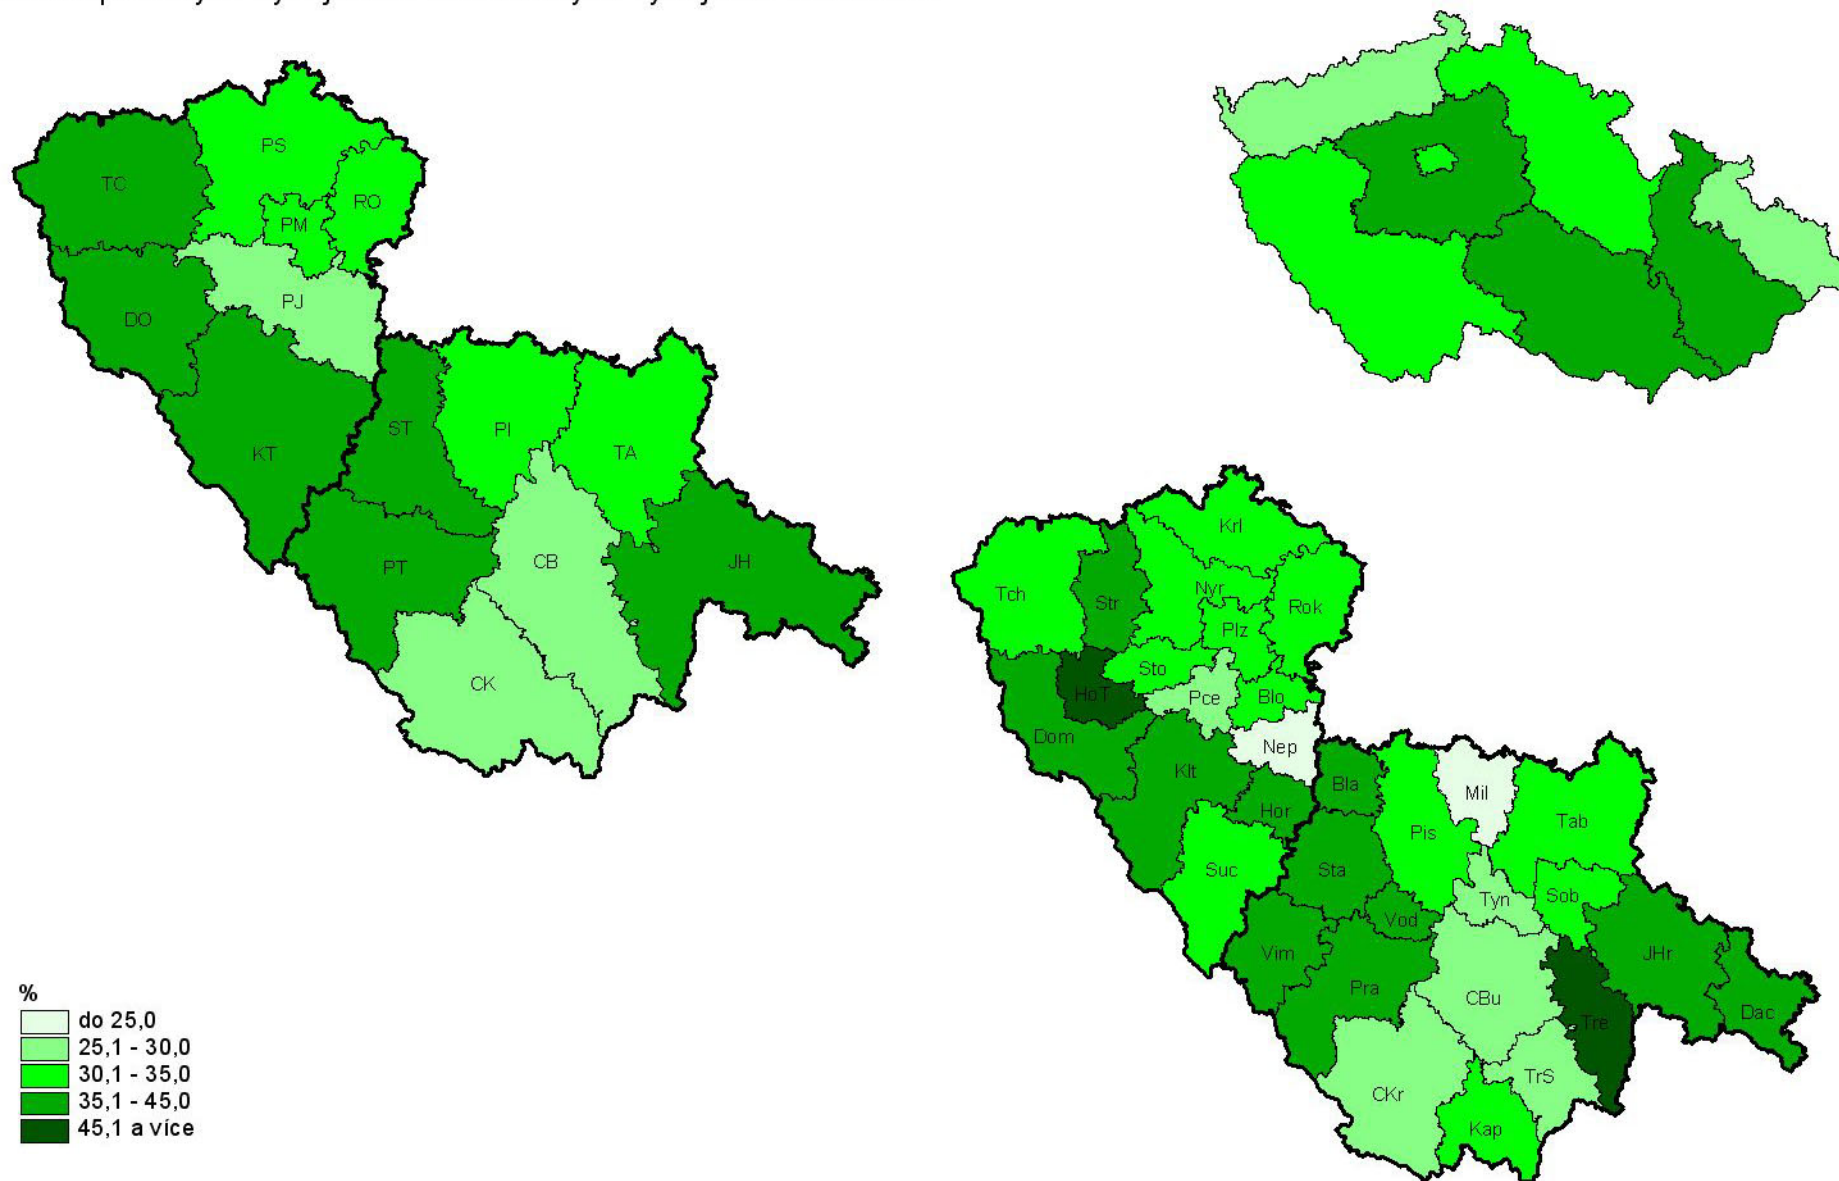 PS
TC
RO
PM
PJ
DO
ST
PI
TA
KT
PT
CB
JH
CK
Krl
Tch
Str
Nyr
Rok
Plz
Sto
HoT
Pce
Blo
Dom
Nep
Klt
Bla
Mil
Hor
Pis
Tab
Suc
Sta
Tyn
Sob
Vod
Vim
JHr
Pra
CBu
Dac
Tre
TrS
CKr
Kap
%
do 25,0
25,1 - 30,0
30,1 - 35,0
35,1 - 45,0
45,1 a více